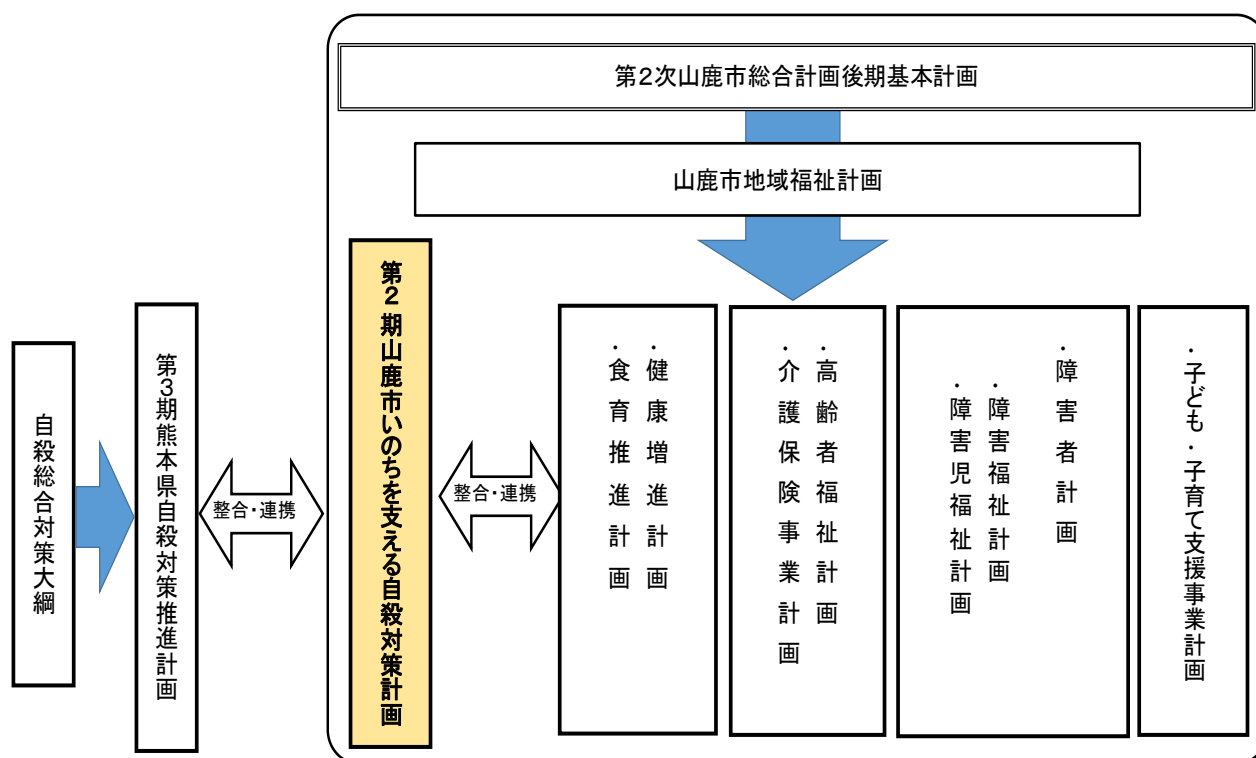 第2次山鹿市総合計画後期基本計画
山鹿市地域福祉計画
自殺総合対策大綱
第3期熊本県自殺対策推進計画
整合・連携
第2期山鹿市いのちを支える自殺対策計画
整合・連携
・健康増進計画
・食育推進計画
・高齢者福祉計画
・介護保険事業計画
・障害者計画
・障害福祉計画
・障害児福祉計画
・子ども・子育て支援事業計画